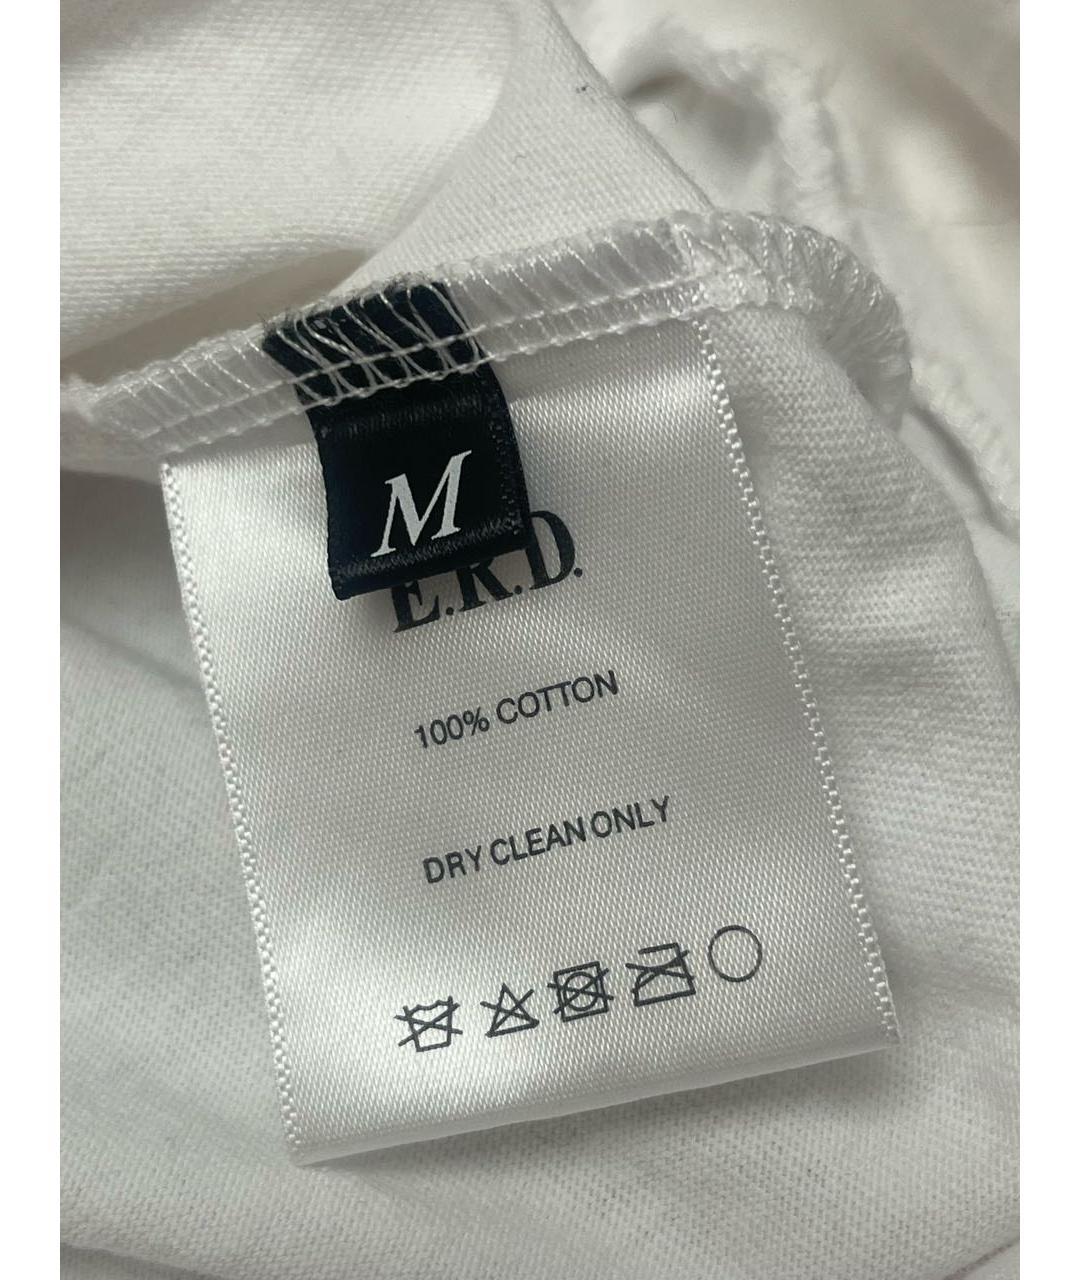 M
E.R.D.
100% COTTON
DRY CLEAN ONLY